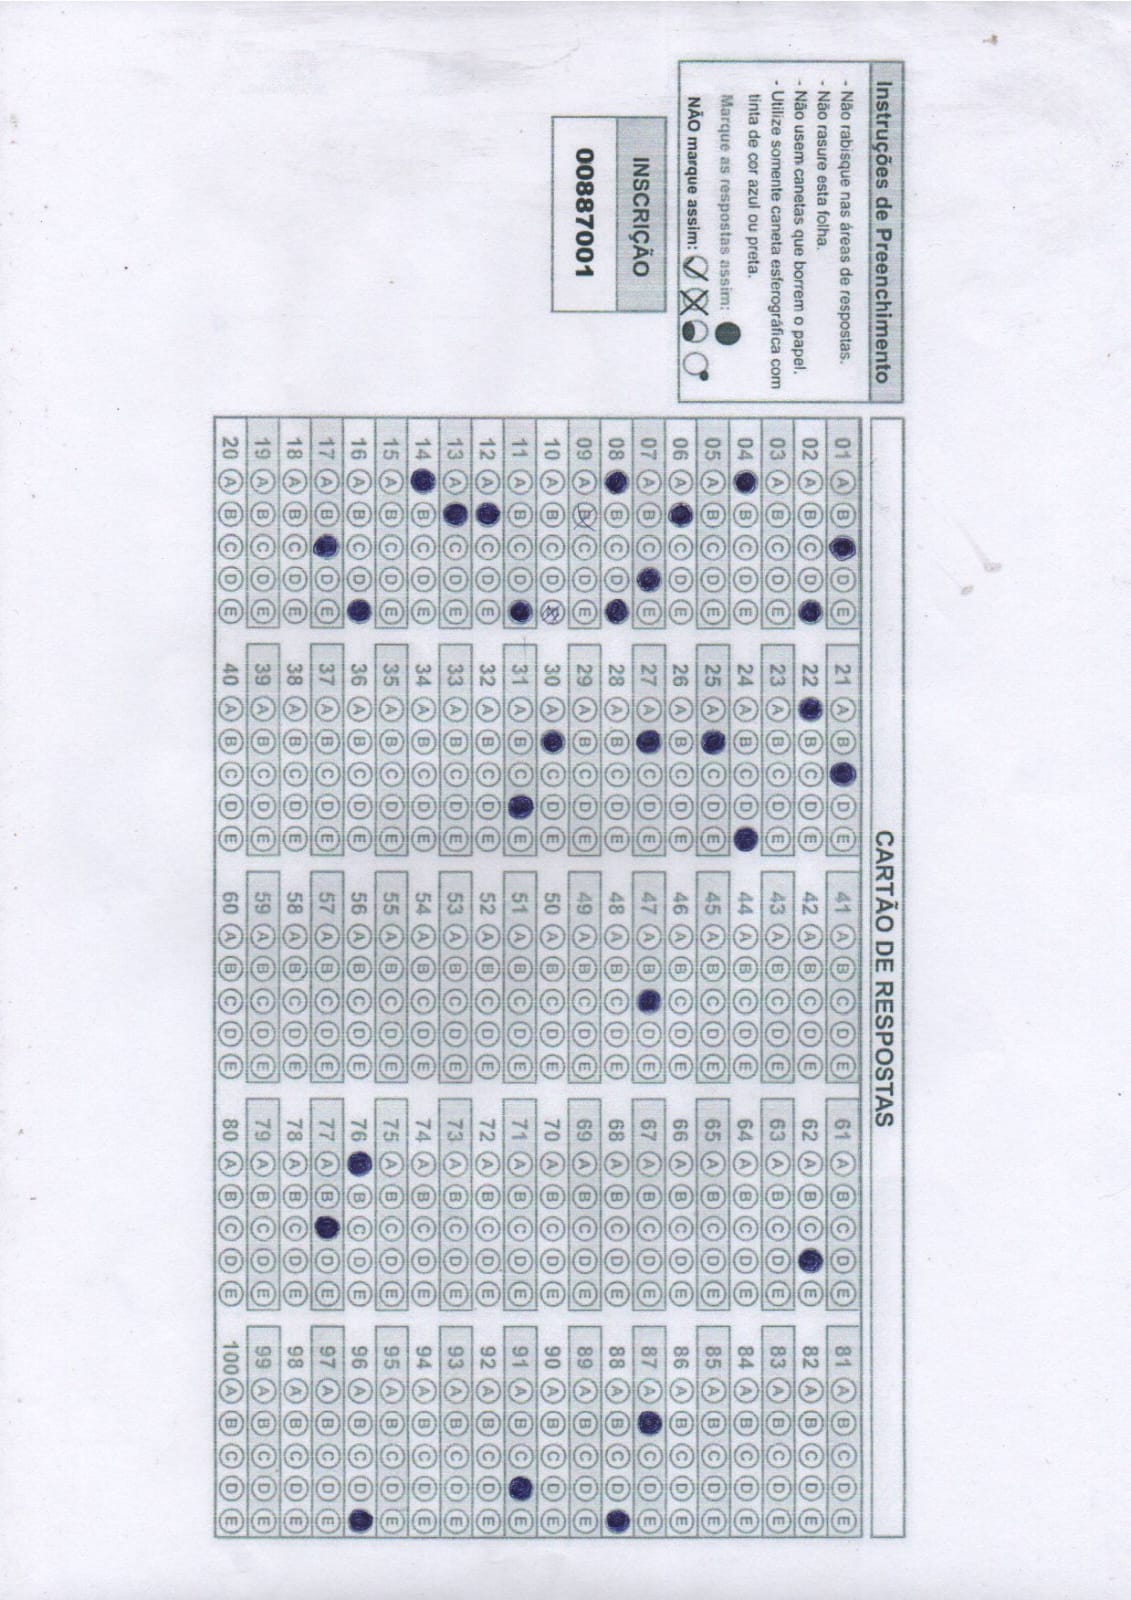 Instruções de Preenchimento
- Não rabisque nas áreas de respostas.
- Não rasure esta folha.
- Não usem canetas que borrem o papel.
- Utilize somente caneta esferográfica com
tinta de cor azul ou preta.
Marque as respostas assim:
NÃO marque assim:
INSCRIÇÃO
00887001
CARTÃO DE RESPOSTAS
01 A B D E
02 A B C D
03 A B C D E
04 B C D E
05 A B C D E
06 A C D E
07 A B C E
08 B C D
09 A B C D E
10 A B C D E
11 A B C D
12 A C D E
13 A C D E
14 B C D E
15 A B C D E
16 A B C D
17 A B D E
18 A B C D E
19 A B C D E
20 A B C D E
21 A B D E
22 B C D E
23 A B C D E
24 A B C D
25 A C D E
26 A B C D E
27 A C D E
28 A B C D E
29 A B C D E
30 A C D E
31 A B C E
32 A B C D E
33 A B C D E
34 A B C D E
35 A B C D E
36 A B C D E
37 A B C D E
38 A B C D E
39 A B C D E
40 A B C D E
41 A B C D E
42 A B C D E
43 A B C D E
44 A B C D E
45 A B C D E
46 A B C D E
47 A B D E
48 A B C D E
49 A B C D E
50 A B C D E
51 A B C D E
52 A B C D E
53 A B C D E
54 A B C D E
55 A B C D E
56 A B C D E
57 A B C D E
58 A B C D E
59 A B C D E
60 A B C D E
61 A B C D E
62 A B C E
63 A B C D E
64 A B C D E
65 A B C D E
66 A B C D E
67 A B C D E
68 A B C D E
69 A B C D E
70 A B C D E
71 A B C D E
72 A B C D E
73 A B C D E
74 A B C D E
75 A B C D E
76 B C D E
77 A B D E
78 A B C D E
79 A B C D E
80 A B C D E
81 A B C D E
82 A B C D E
83 A B C D E
84 A B C D E
85 A B C D E
86 A B C D E
87 A C D E
88 A B C D
89 A B C D E
90 A B C D E
91 A B C E
92 A B C D E
93 A B C D E
94 A B C D E
95 A B C D E
96 A B C D
97 A B C D E
98 A B C D E
99 A B C D E
100 A B C D E